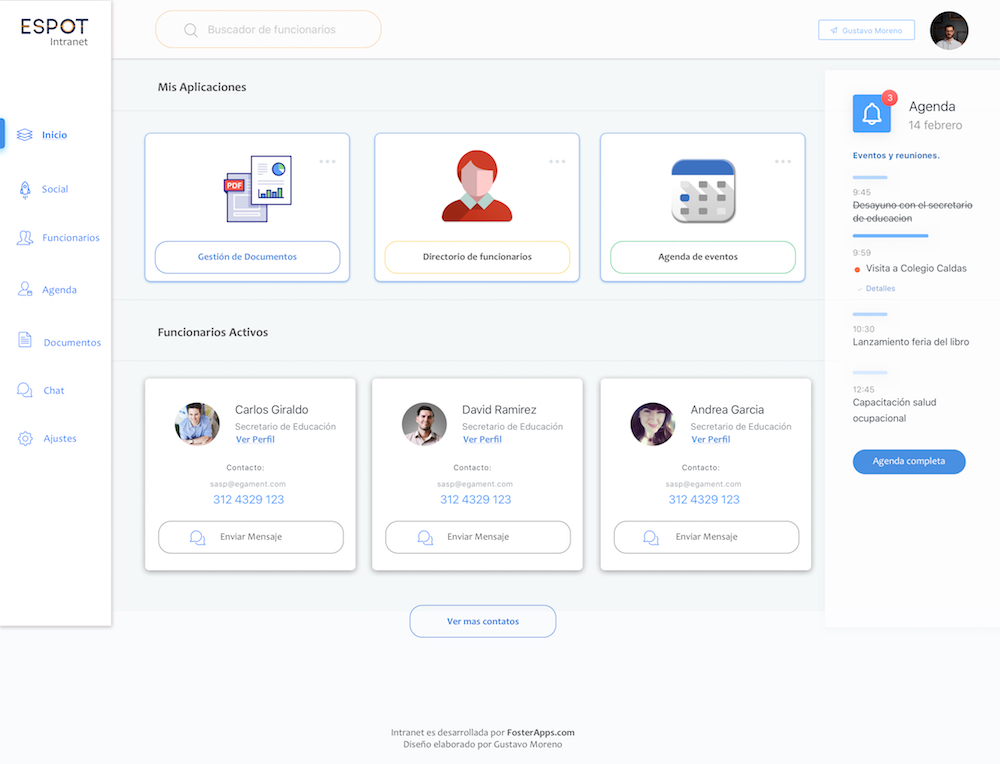 ESPOT
Intranet
Buscador de funcionarios
Gustavo Moreno
Inicio
Social
Funcionarios
Agenda
Documentos
Chat
Ajustes
Mis Aplicaciones
PDF
Gestión de Documentos
Directorio de funcionarios
Agenda de eventos
Funcionarios Activos
Carlos Giraldo
Secretario de Educación
Ver Perfil
Contacto:
sasp@egament.com
312 4329 123
Enviar Mensaje
David Ramirez
Secretario de Educación
Ver Perfil
Contacto:
sasp@egament.com
312 4329 123
Enviar Mensaje
Andrea Garcia
Secretario de Educación
Ver Perfil
Contacto:
sasp@egament.com
312 4329 123
Enviar Mensaje
Ver mas contatos
3
Agenda
14 febrero
Eventos y reuniones.
9:45
Desayuno con el secretario
de educacion
9:59
Visita a Colegio Caldas
Detalles
10:30
Lanzamiento feria del libro
12:45
Capacitación salud
ocupacional
Agenda completa
Intranet es desarrollada por FosterApps.com
Diseño elaborado por Gustavo Moreno